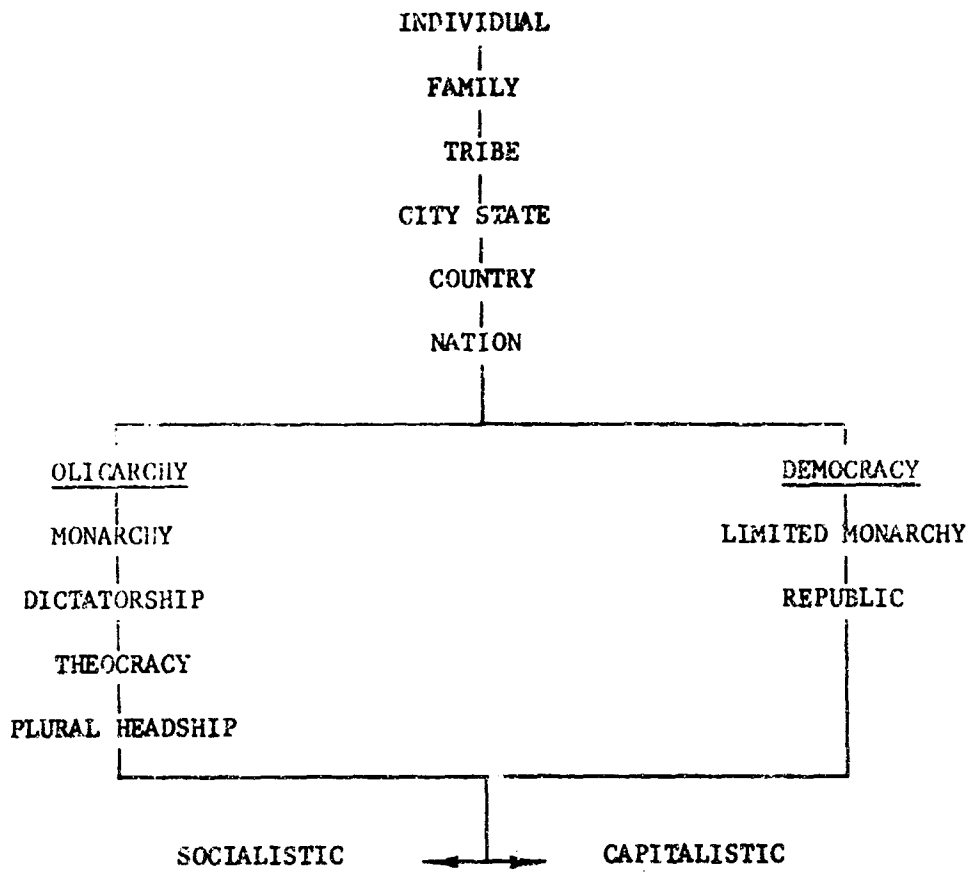 INDIVIDUAL
FAMILY
TRIBE
CITY STATE
COUNTRY
NATION
OLIGARCHY
DEMOCRACY
MONARCHY
LIMITED MONARCHY
DICTATORSHIP
REPUBLIC
THEOCRACY
PLURAL HEADSHIP
SOCIALISTIC
CAPITALISTIC